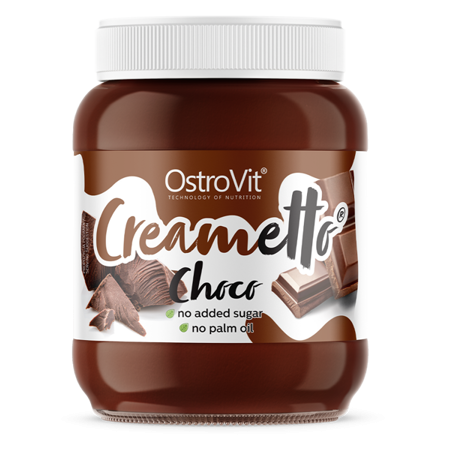 OstroVit®
TECHNOLOGY OF NUTRITION
Creametto®
Choco
no added sugar
no palm oil